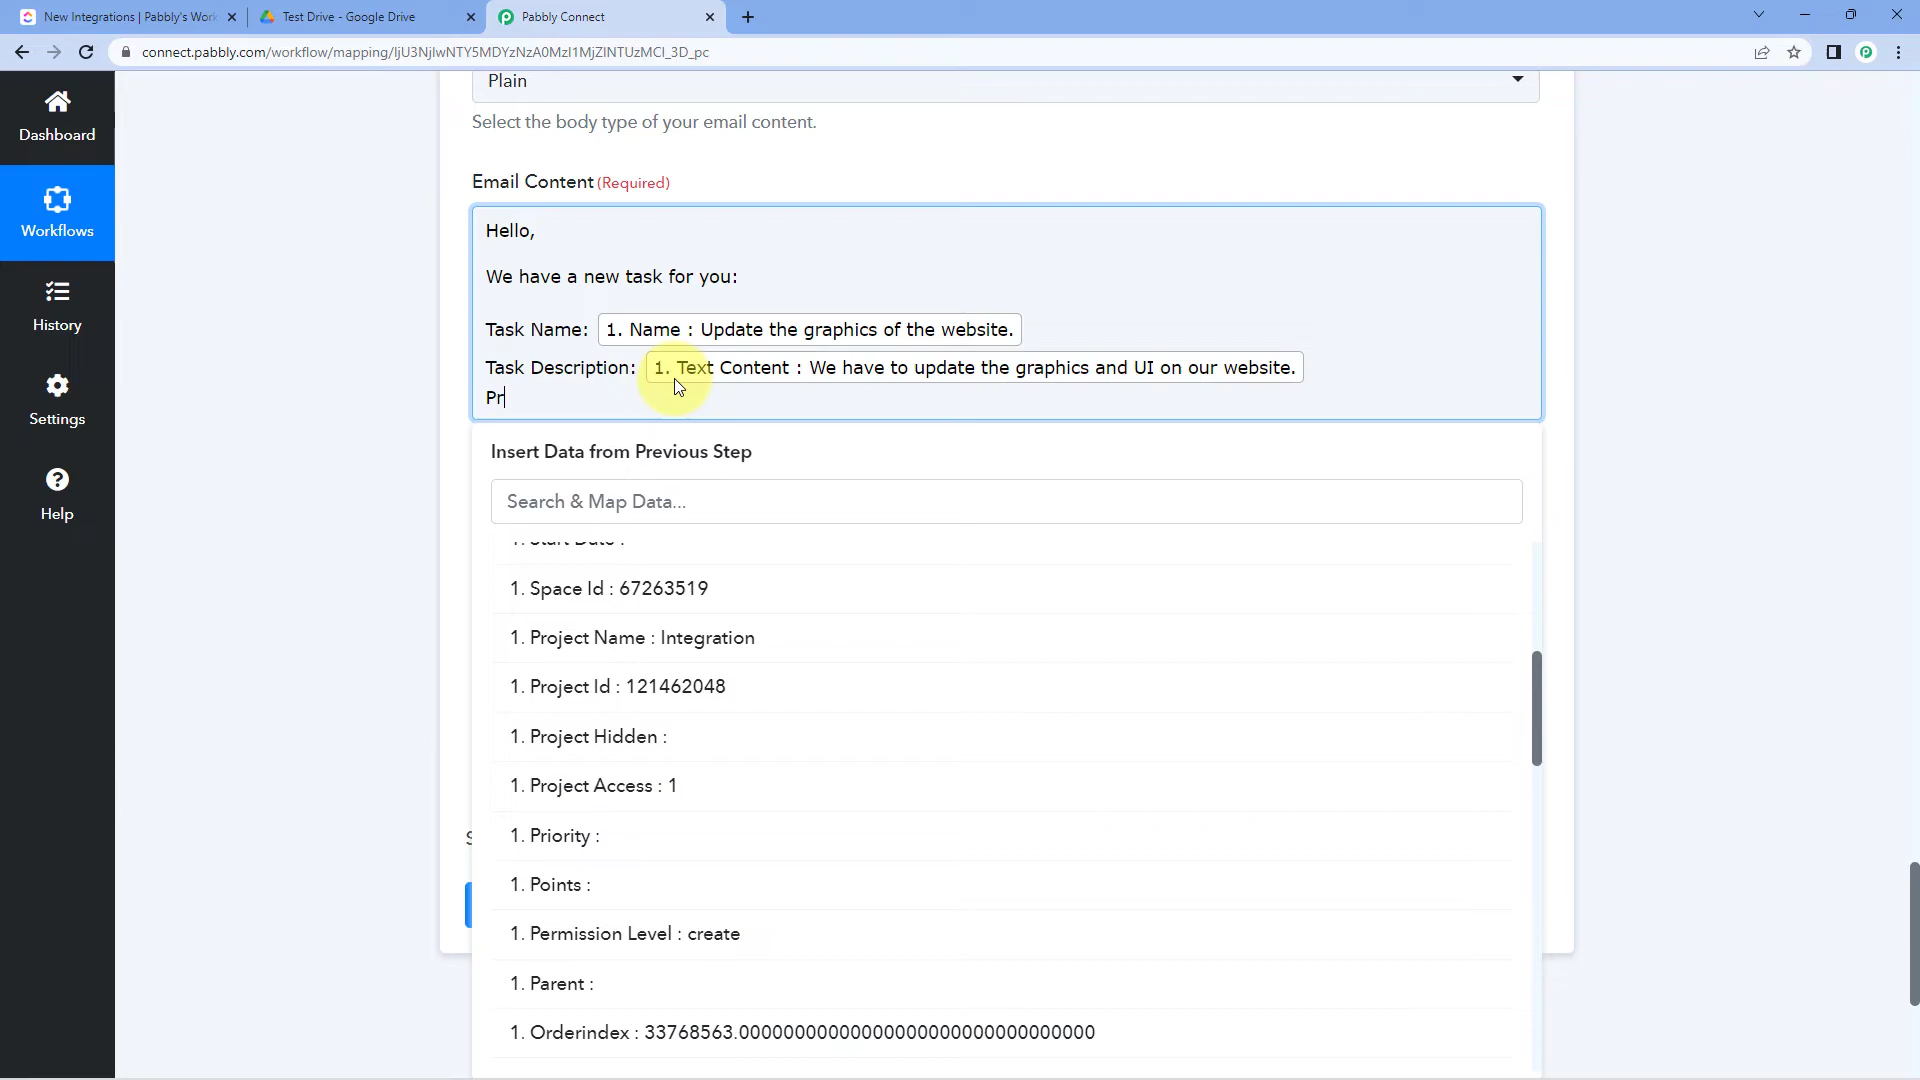 New Integrations | Pabbly's Work
Test Drive - Google Drive
Pabbly Connect
connect.pabbly.com/workflow/mapping/IjU3NjIwNTY5MDYzNzA0MzI1MjZlNTUzMCI_3D_pc
Dashboard
Workflows
History
Settings
Help
Plain
Select the body type of your email content.
Email Content (Required)
Hello,
We have a new task for you:
Task Name: 1. Name : Update the graphics of the website.
Task Description: 1. Text Content : We have to update the graphics and UI on our website.
Pr
Insert Data from Previous Step
Search & Map Data...
1. Start Date :
1. Space Id : 67263519
1. Project Name : Integration
1. Project Id : 121462048
1. Project Hidden :
1. Project Access : 1
1. Priority :
1. Points :
1. Permission Level : create
1. Parent :
1. Orderindex : 33768563.00000000000000000000000000000000